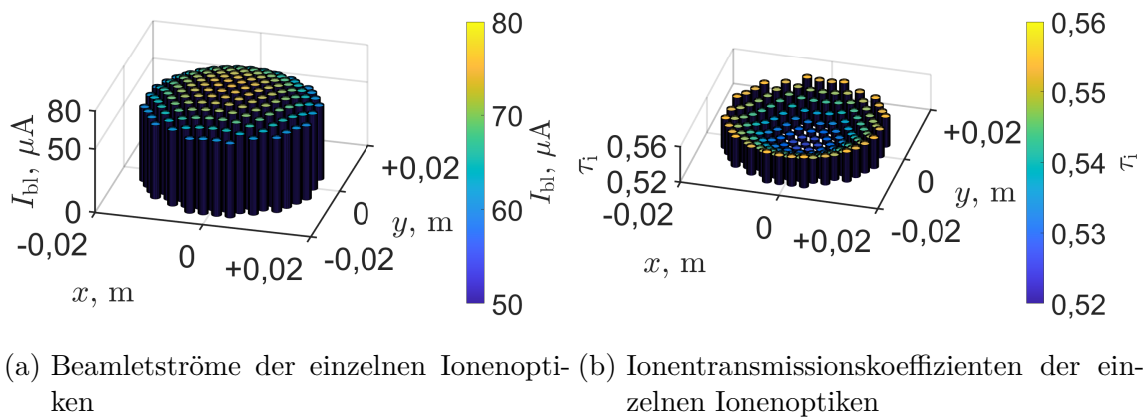 80
50
0
I_bl, µA
-0,02
0
+0,02
x, m
-0,02
0
+0,02
y, m
80
70
60
50
I_bl, µA
0,56
0,52
τ_i
-0,02
0
+0,02
x, m
-0,02
0
+0,02
y, m
0,56
0,55
0,55
0,54
0,53
0,52
τ_i
(a) Beamletströme der einzelnen Ionenopti-
ken
(b) Ionentransmissionskoeffizienten der ein-
zelnen Ionenoptiken